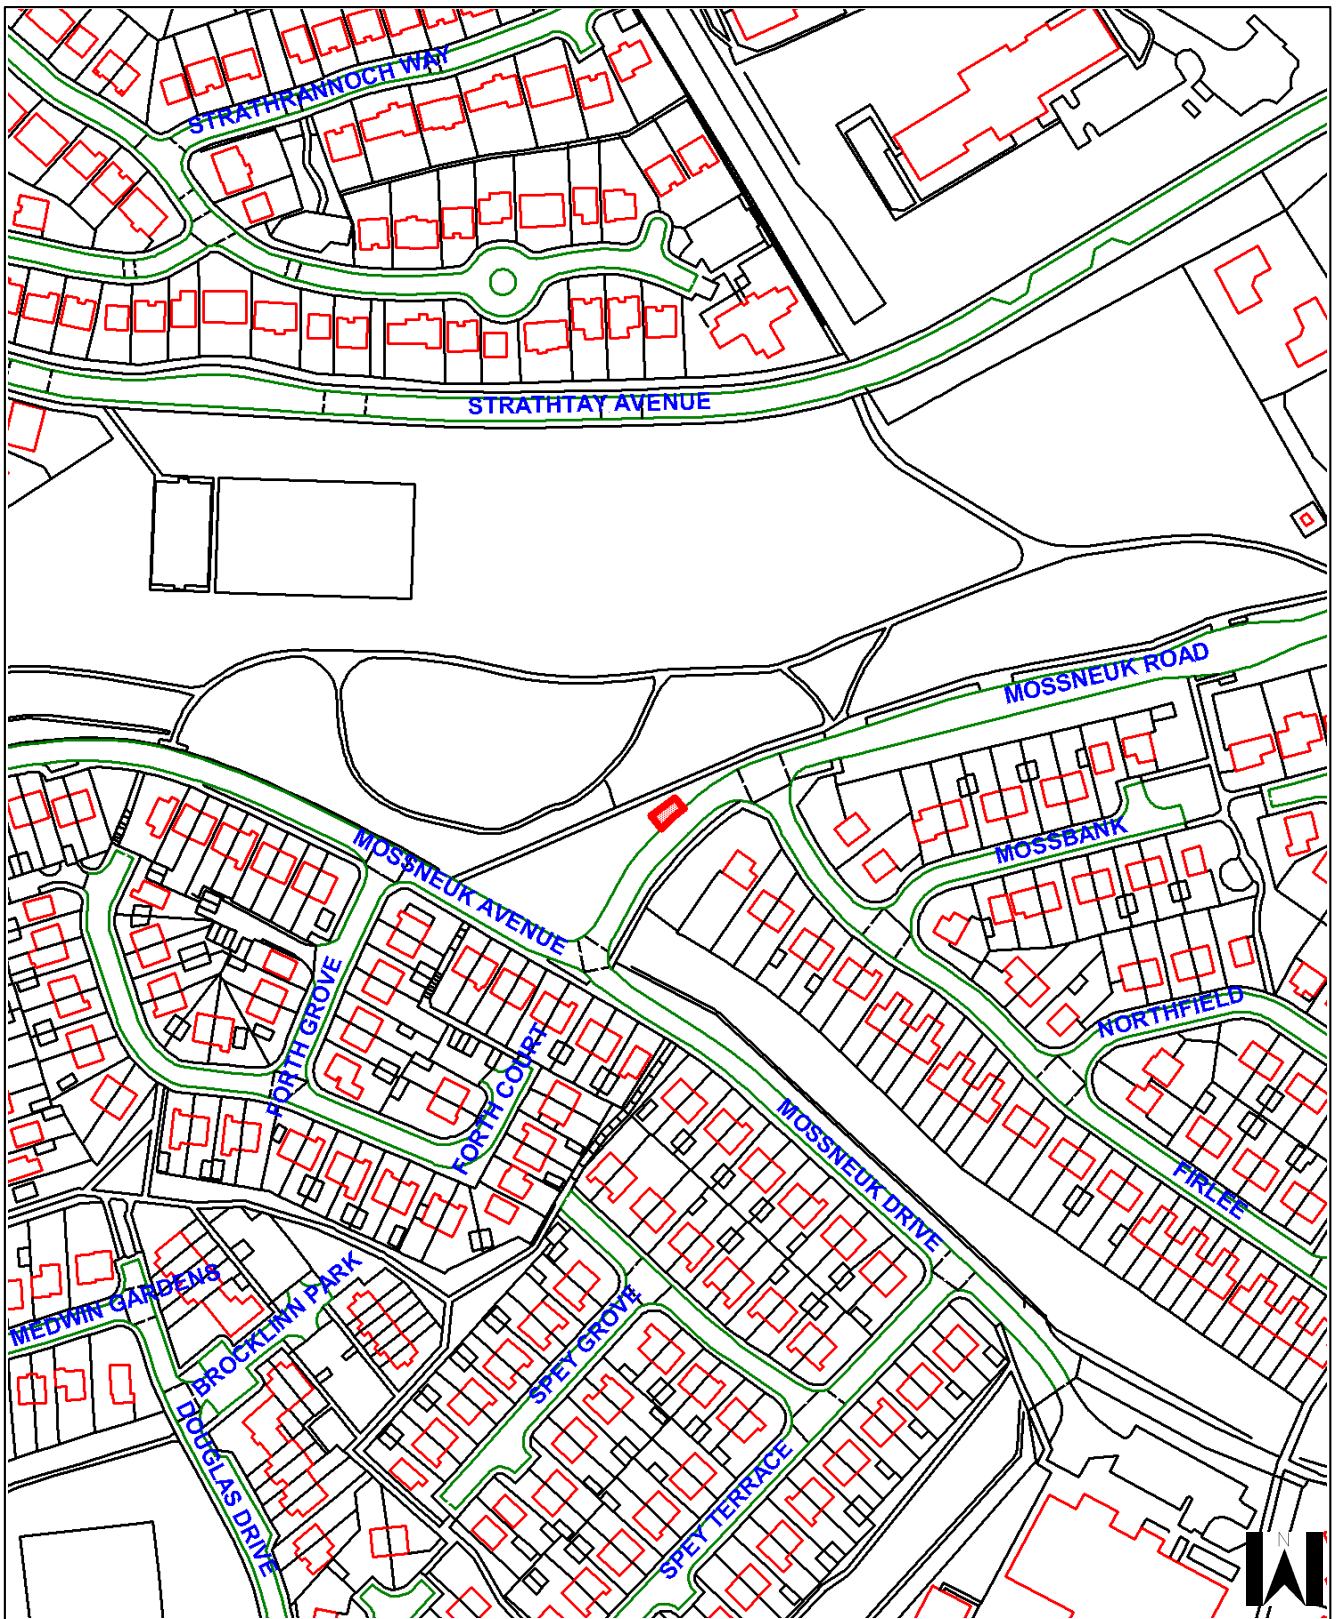 STRATHRANNOCH WAY
STRATHTAY AVENUE
MOSSNEUK ROAD
MOSSNEUK AVENUE
MOSSBANK
FORTH GROVE
NORTHFIELD
FORTH COURT
MOSSNEUK DRIVE
FIRLEE
MEDWIN GARDENS
BROCKLINN PARK
SPEY GROVE
DOUGLAS DRIVE
SPEY TERRACE
N